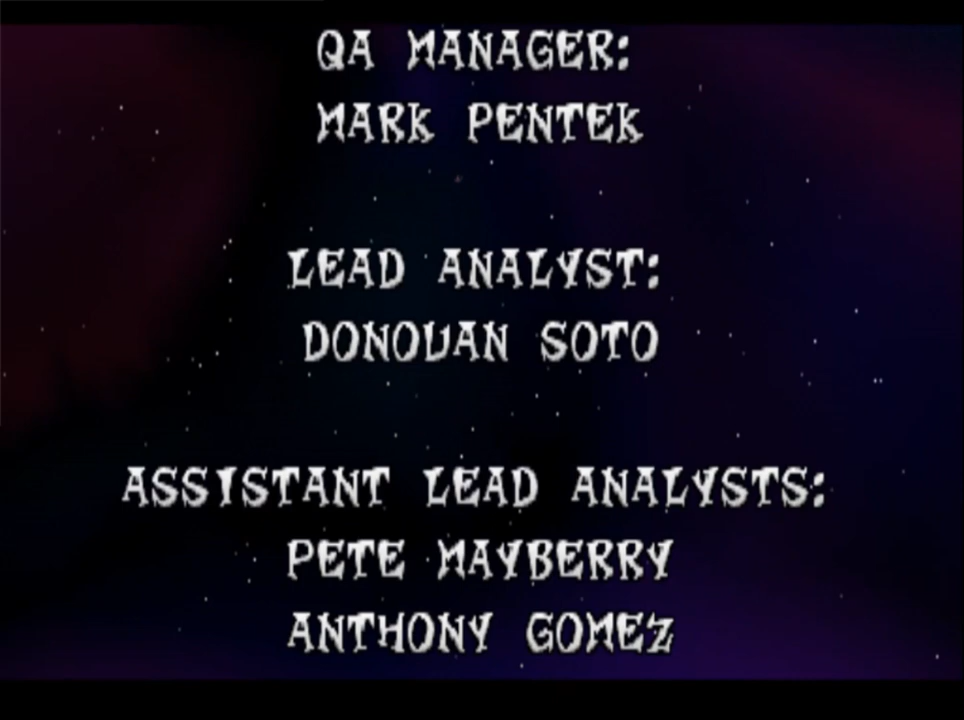 QA MANAGER:
MARK PENTEK
LEAD ANALYST:
DONOVAN SOTO
ASSISTANT LEAD ANALYSTS:
PETE MAYBERRY
ANTHONY GOMEZ